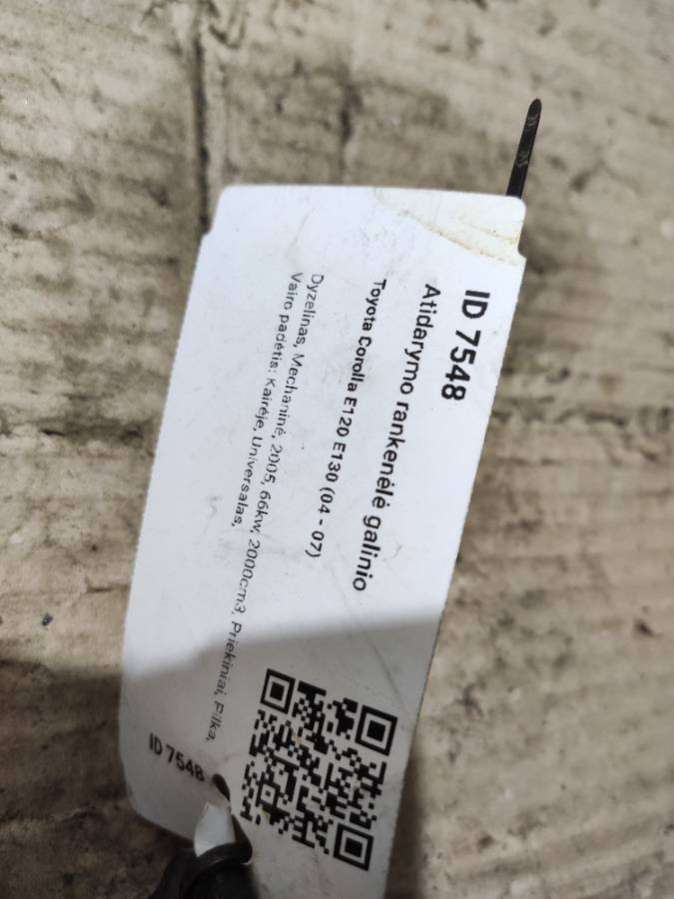 ID 7548
Atidarymo rankenėlė galinio
Toyota Corolla E120 E130 (04 - 07)
Dyzelinas, Mechaninė, 2005, 66kW, 2000cm3, Priekiniai, Pilka,
Vairo padėtis: Kairėje, Universalas,
ID 7548